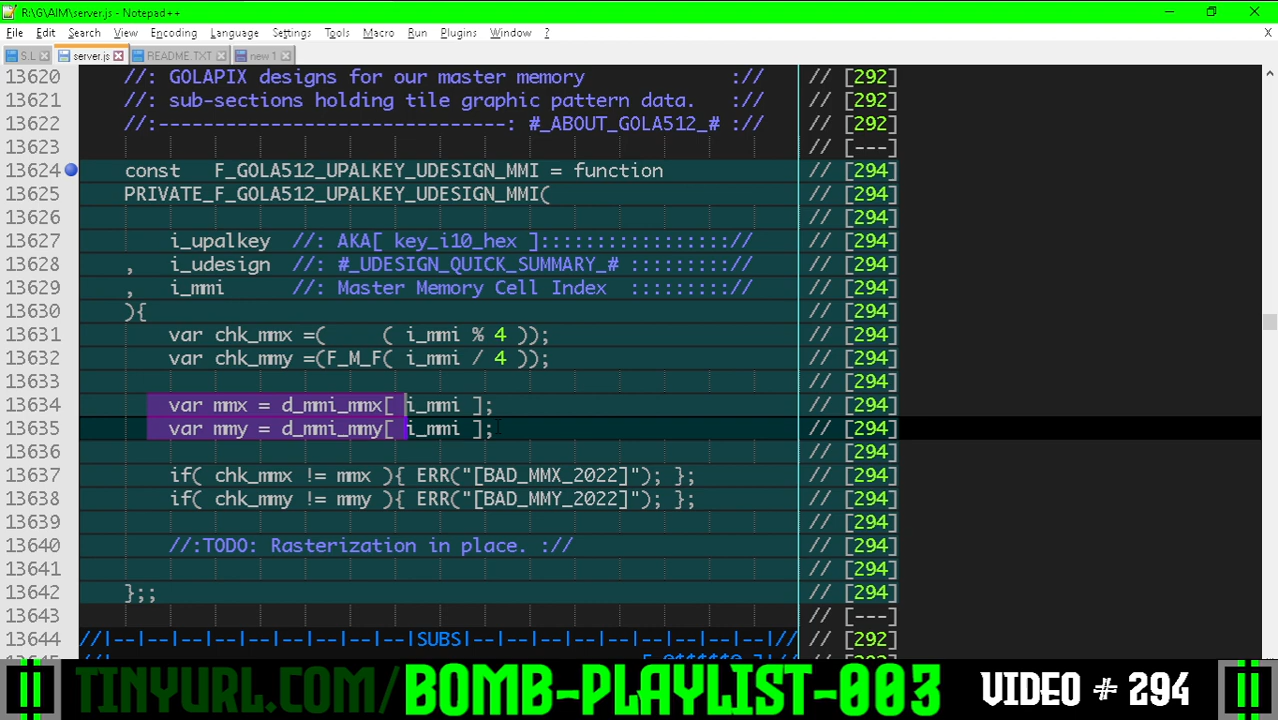 R:\G\AIM\server.js - Notepad++
File Edit Search View Encoding Language Settings Tools Macro Run Plugins Window ? X
S.L server.js README.TXT new 1
13620 //: GOLAPIX designs for our master memory :// // [292]
13621 //: sub-sections holding tile graphic pattern data. :// // [292]
13622 //:-------------------------------: #_ABOUT_GOLA512_# :// // [292]
13623 // [---]
13624 const F_GOLA512_UPALKEY_UDESIGN_MMI = function // [294]
13625 PRIVATE_F_GOLA512_UPALKEY_UDESIGN_MMI( // [294]
13626 // [294]
13627 i_upalkey //: AKA[ key_i10_hex ]:::::::::::::::::// // [294]
13628 , i_udesign //: #_UDESIGN_QUICK_SUMMARY_# ::::::::::// // [294]
13629 , i_mmi //: Master Memory Cell Index ::::::::::// // [294]
13630 ){ // [294]
13631 var chk_mmx =( ( i_mmi % 4 )); // [294]
13632 var chk_mmy =(F_M_F( i_mmi / 4 )); // [294]
13633 // [294]
13634 var mmx = d_mmi_mmx[ i_mmi ]; // [294]
13635 var mmy = d_mmi_mmy[ i_mmi ]; // [294]
13636 // [294]
13637 if( chk_mmx != mmx ){ ERR("[BAD_MMX_2022]"); }; // [294]
13638 if( chk_mmy != mmy ){ ERR("[BAD_MMY_2022]"); }; // [294]
13639 // [294]
13640 //:TODO: Rasterization in place. :// // [294]
13641 // [294]
13642 };; // [294]
13643 // [---]
13644 //|--|--|--|--|--|--|--|SUBS|--|--|--|--|--|--|--|// // [292]
TINYURL.COM/BOMB-PLAYLIST-003 VIDEO # 294